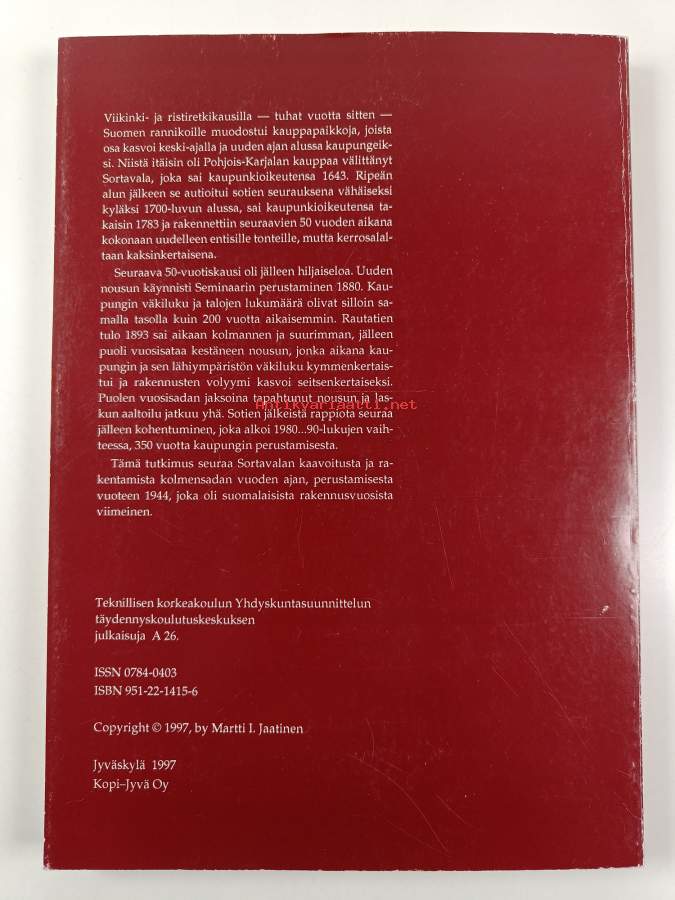 Viikinki- ja ristiretkikausilla — tuhat vuotta sitten —
Suomen rannikoille muodostui kauppapaikkoja, joista
osa kasvoi keski-ajalla ja uuden ajan alussa kaupungeik-
si. Niistä itäisin oli Pohjois-Karjalan kauppaa välittänyt
Sortavala, joka sai kaupunkioikeutensa 1643. Ripeän
alun jälkeen se autioitui sotien seurauksena vähäiseksi
kyläksi 1700-luvun alussa, sai kaupunkioikeutensa ta-
kaisin 1783 ja rakennettiin seuraavien 50 vuoden aikana
kokonaan uudelleen entisille tonteille, mutta kerrosalal-
taan kaksinkertaisena.
Seuraava 50-vuotiskausi oli jälleen hiljaiseloa. Uuden
nousun käynnisti Seminaarin perustaminen 1880. Kau-
pungin väkiluku ja talojen lukumäärä olivat silloin sa-
malla tasolla kuin 200 vuotta aikaisemmin. Rautatien
tulo 1893 sai aikaan kolmannen ja suurimman, jälleen
puoli vuosisataa kestäneen nousun, jonka aikana kau-
pungin ja sen lähiympäristön väkiluku kymmenkertais-
tui ja rakennusten volyymi kasvoi seitsenkertaiseksi.
Puolen vuosisadan jaksoina tapahtunut nousun ja las-
kun aaltoilu jatkuu yhä. Sotien jälkeistä rappiota seuraa
Antikvariaatti.net
jälleen kohentuminen, joka alkoi 1980...90-lukujen vaih-
teessa, 350 vuotta kaupungin perustamisesta.
Tämä tutkimus seuraa Sortavalan kaavoitusta ja ra-
kentamista kolmensadan vuoden ajan, perustamisesta
vuoteen 1944, joka oli suomalaisista rakennusvuosista
viimeinen.
Teknillisen korkeakoulun Yhdyskuntasuunnittelun
täydennyskoulutuskeskuksen
julkaisuja A 26.
ISSN 0784-0403
ISBN 951-22-1415-6
Copyright © 1997, by Martti I. Jaatinen
Jyväskylä 1997
Kopi–Jyvä Oy